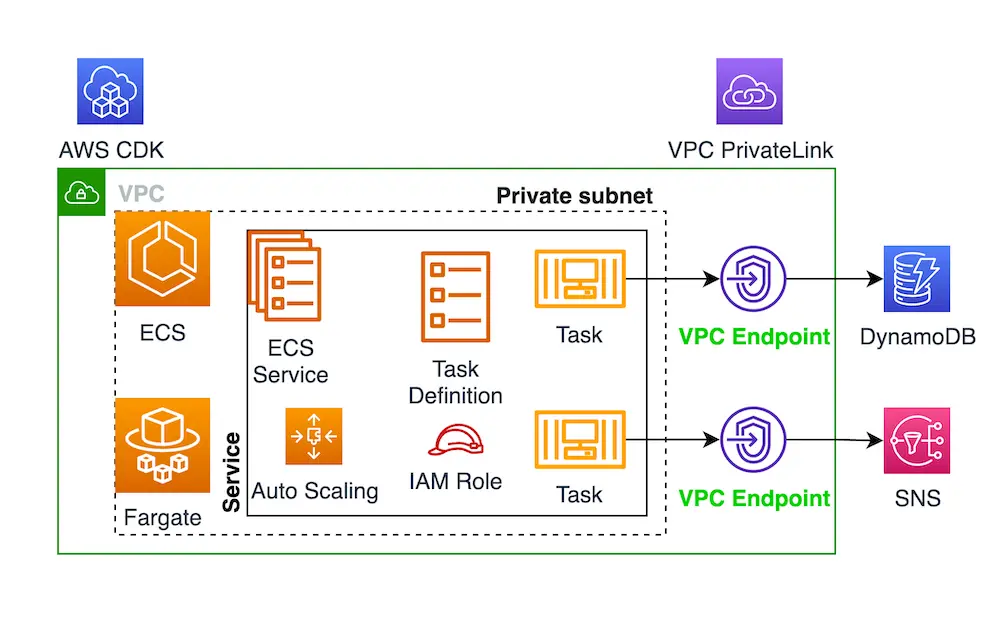 AWS CDK
VPC PrivateLink
VPC
Private subnet
ECS
ECS
Service
Task
Definition
Task
VPC Endpoint
DynamoDB
Fargate
Service
Auto Scaling
IAM Role
Task
VPC Endpoint
SNS